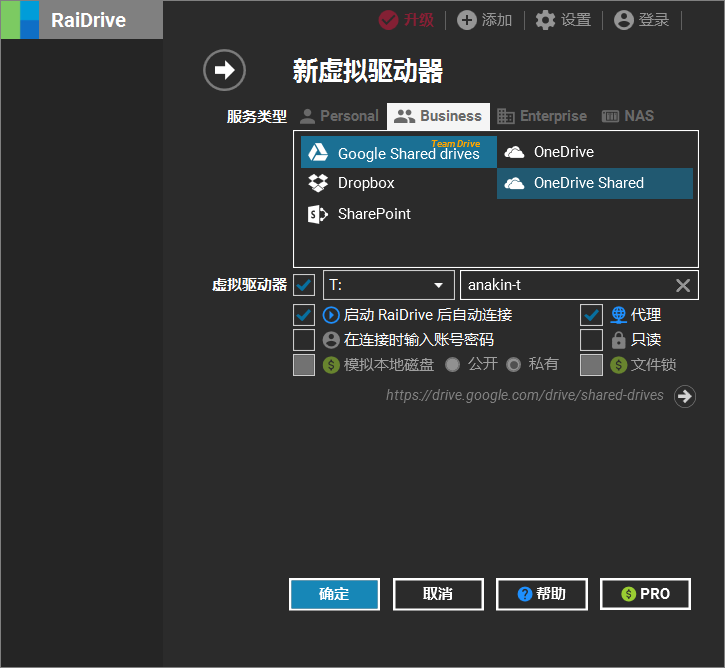 RaiDrive
升级 添加 设置 登录
新虚拟驱动器
服务类型 Personal Business Enterprise NAS
Team Drive
Google Shared drives OneDrive
Dropbox OneDrive Shared
SharePoint
虚拟驱动器 T: anakin-t
启动 RaiDrive 后自动连接 代理
在连接时输入账号密码 只读
模拟本地磁盘 公开 私有 文件锁
https://drive.google.com/drive/shared-drives
确定 取消 帮助 PRO